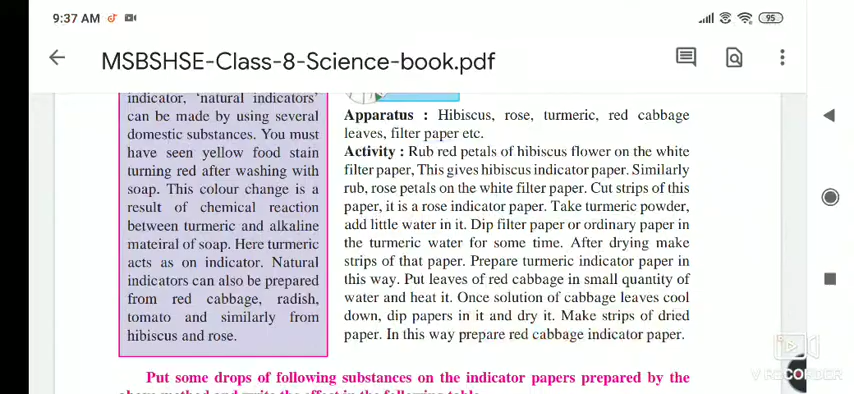 9:37 AM
95
MSBSHSE-Class-8-Science-book.pdf
indicator, 'natural indicators'
can be made by using several
domestic substances. You must
have seen yellow food stain
turning red after washing with
soap. This colour change is a
result of chemical reaction
between turmeric and alkaline
mateiral of soap. Here turmeric
acts as on indicator. Natural
indicators can also be prepared
from red cabbage, radish,
tomato and similarly from
hibiscus and rose.
Apparatus : Hibiscus, rose, turmeric, red cabbage
leaves, filter paper etc.
Activity : Rub red petals of hibiscus flower on the white
filter paper, This gives hibiscus indicator paper. Similarly
rub, rose petals on the white filter paper. Cut strips of this
paper, it is a rose indicator paper. Take turmeric powder,
add little water in it. Dip filter paper or ordinary paper in
the turmeric water for some time. After drying make
strips of that paper. Prepare turmeric indicator paper in
this way. Put leaves of red cabbage in small quantity of
water and heat it. Once solution of cabbage leaves cool
down, dip papers in it and dry it. Make strips of dried
paper. In this way prepare red cabbage indicator paper.
Put some drops of following substances on the indicator papers prepared by the
above method and write the effect in the following table.
V RECORDER